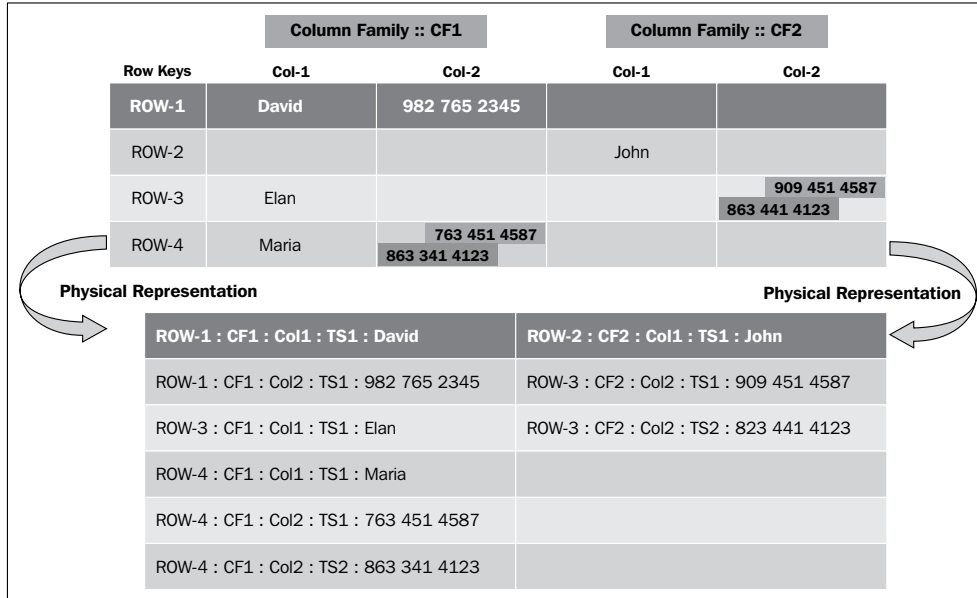 Column Family :: CF1 Column Family :: CF2
Row Keys Col-1 Col-2 Col-1 Col-2
ROW-1 David 982 765 2345
ROW-2 John
ROW-3 Elan 909 451 4587
863 441 4123
ROW-4 Maria 763 451 4587
863 341 4123
Physical Representation Physical Representation
ROW-1 : CF1 : Col1 : TS1 : David ROW-2 : CF2 : Col1 : TS1 : John
ROW-1 : CF1 : Col2 : TS1 : 982 765 2345 ROW-3 : CF2 : Col2 : TS1 : 909 451 4587
ROW-3 : CF1 : Col1 : TS1 : Elan ROW-3 : CF2 : Col2 : TS2 : 823 441 4123
ROW-4 : CF1 : Col1 : TS1 : Maria
ROW-4 : CF1 : Col2 : TS1 : 763 451 4587
ROW-4 : CF1 : Col2 : TS2 : 863 341 4123